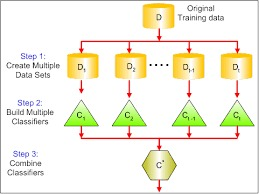 Original
Training data
D
Step 1:
Create Multiple
Data Sets
D1
D2
....
Dt-1
Dt
Step 2:
Build Multiple
Classifiers
C1
C2
Ct-1
Ct
Step 3:
Combine
Classifiers
C*